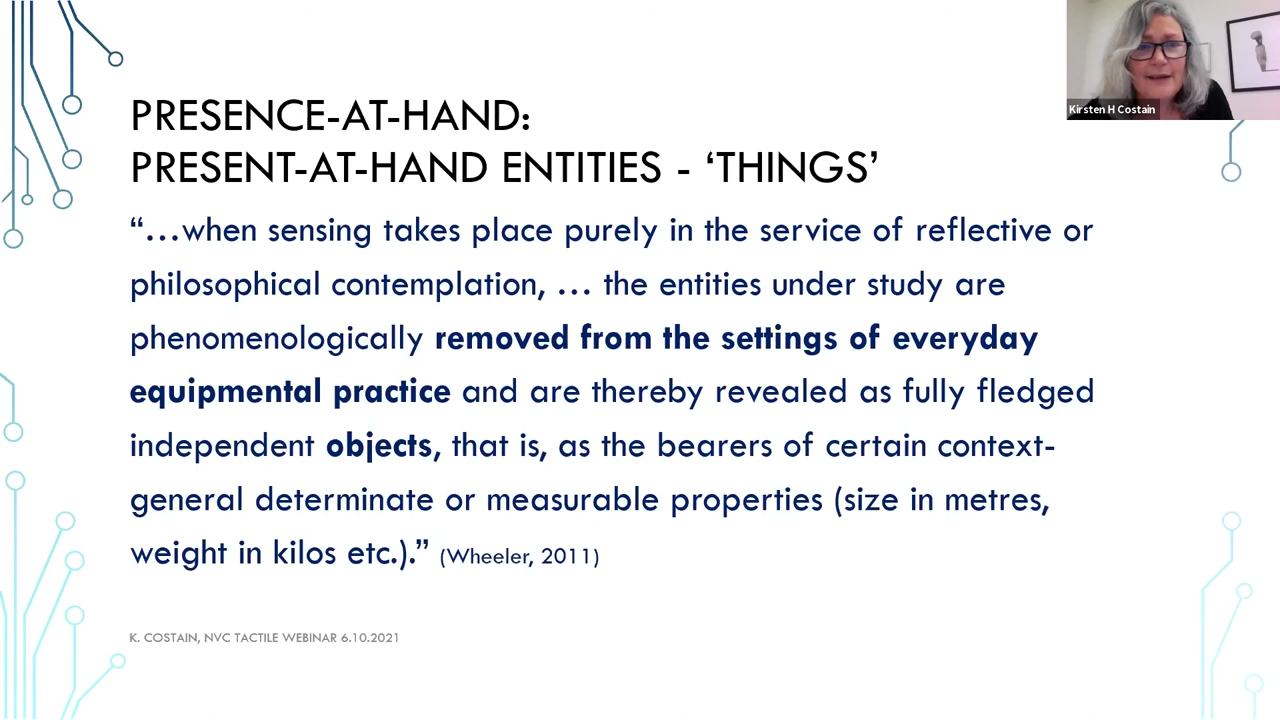 PRESENCE-AT-HAND:
PRESENT-AT-HAND ENTITIES - ‘THINGS’
“…when sensing takes place purely in the service of reflective or
philosophical contemplation, … the entities under study are
phenomenologically removed from the settings of everyday
equipmental practice and are thereby revealed as fully fledged
independent objects, that is, as the bearers of certain context-
general determinate or measurable properties (size in metres,
weight in kilos etc.).” (Wheeler, 2011)
K. COSTAIN, NVC TACTILE WEBINAR 6.10.2021
Kirsten H Costain